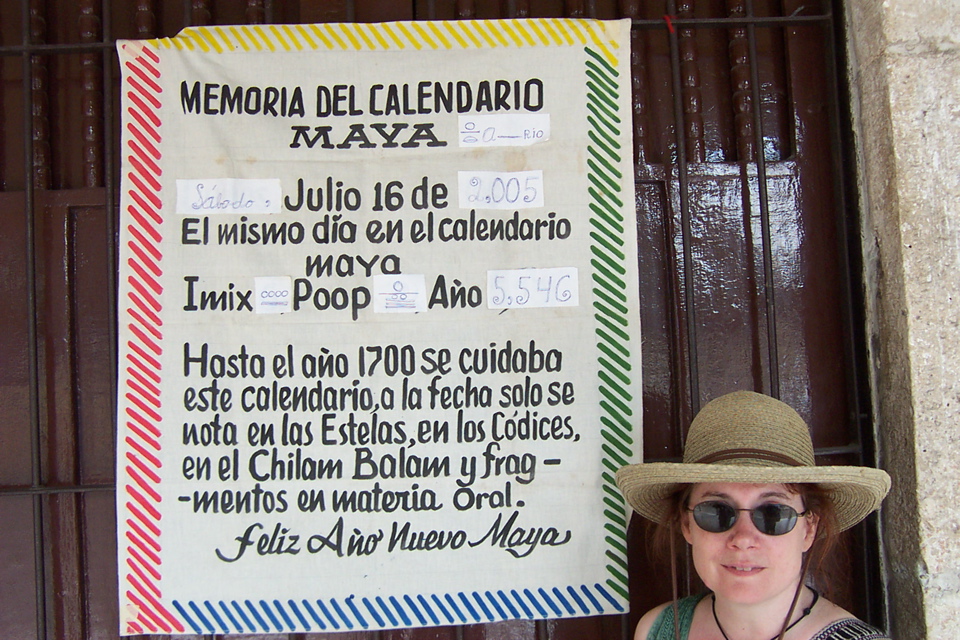 MEMORIA DEL CALENDARIO
MAYA
Sábado, Julio 16 de 2,005
El mismo día en el calendario
maya
Imix Poop Año 5,546
Hasta el año 1700 se cuidaba
este calendario, a la fecha solo se
nota en las Estelas, en los Códices,
en el Chilam Balam y frag-
-mentos en materia Oral.
Feliz Año Nuevo Maya